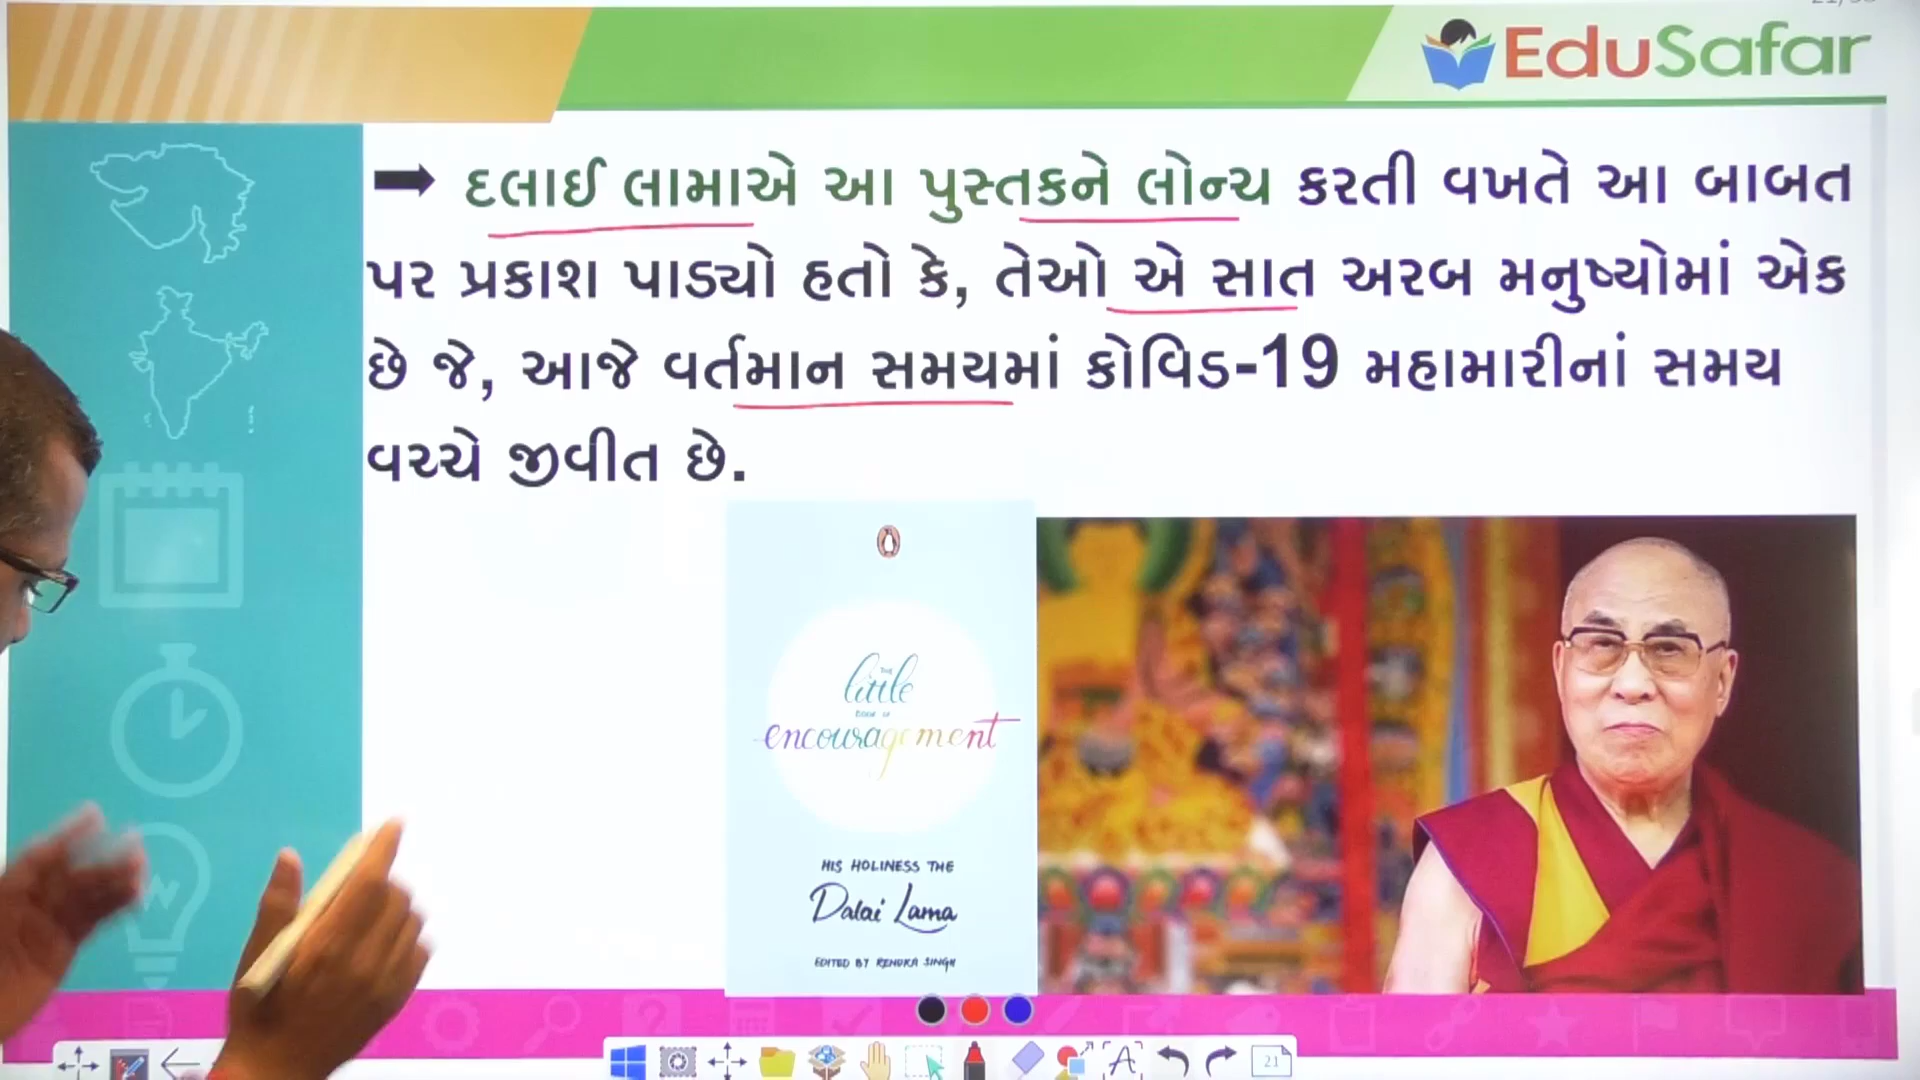 EduSafar
➡ દલાઈ લામાએ આ પુસ્તકને લોન્ચ કરતી વખતે આ બાબત
પર પ્રકાશ પાડ્યો હતો કે, તેઓ એ સાત અરબ મનુષ્યોમાં એક
છે જે, આજે વર્તમાન સમયમાં કોવિડ-19 મહામારીનાં સમય
વચ્ચે જીવીત છે.
THE
little
BOOK OF
encouragement
HIS HOLINESS THE
Dalai Lama
EDITED BY RENUKA SINGH
21